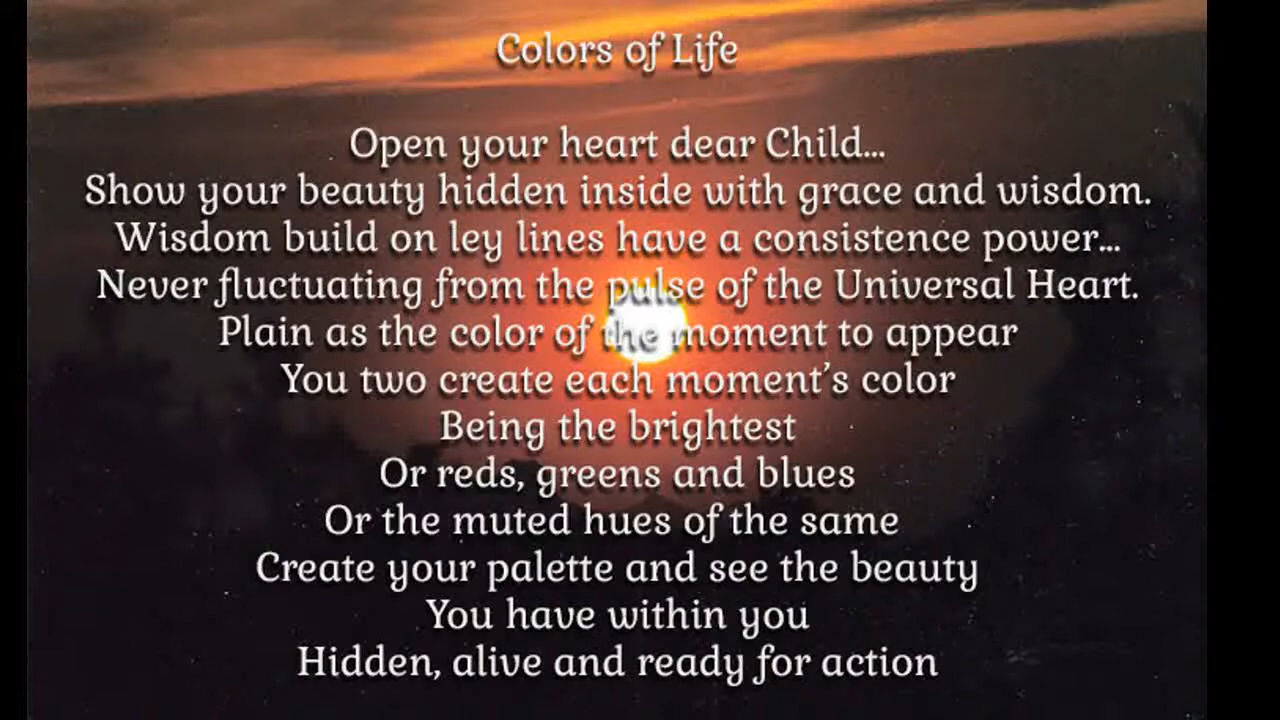 Colors of Life
Open your heart dear Child...
Show your beauty hidden inside with grace and wisdom.
Wisdom build on ley lines have a consistence power...
Never fluctuating from the pulse of the Universal Heart.
Plain as the color of the moment to appear
You two create each moment’s color
Being the brightest
Or reds, greens and blues
Or the muted hues of the same
Create your palette and see the beauty
You have within you
Hidden, alive and ready for action